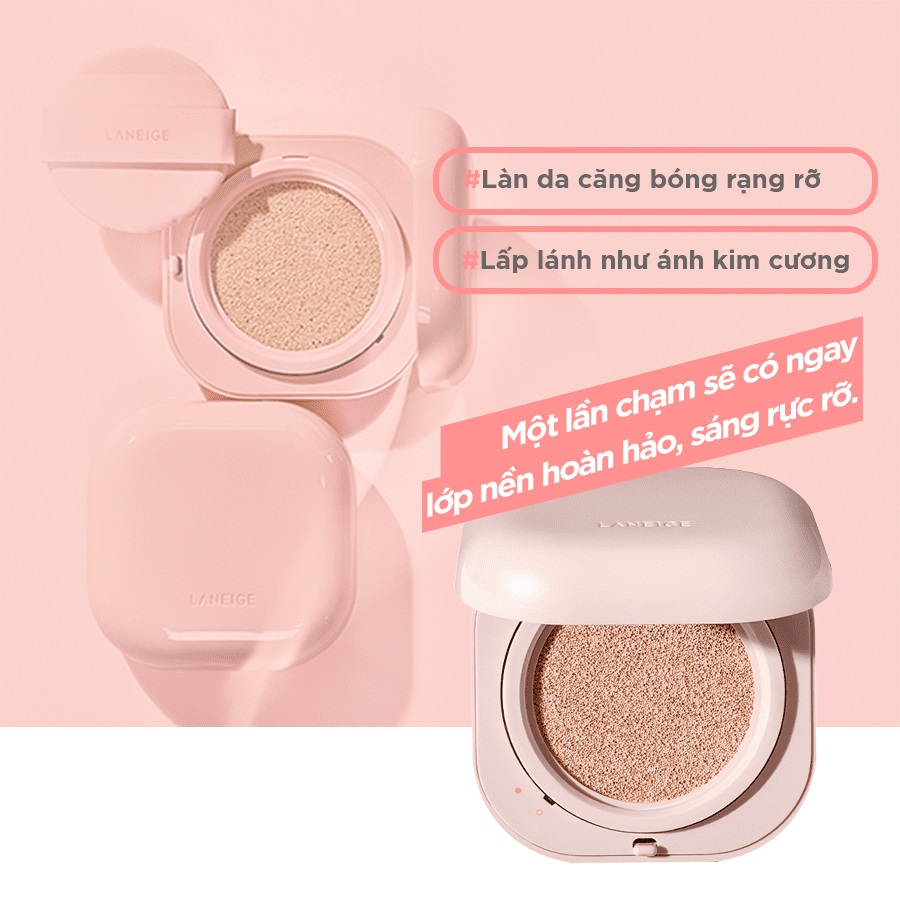 LANEIGE
#Làn da căng bóng rạng rỡ
#Lấp lánh như ánh kim cương
Một lần chạm sẽ có ngay
lớp nền hoàn hảo, sáng rực rỡ.
LANEIGE
LANEIGE